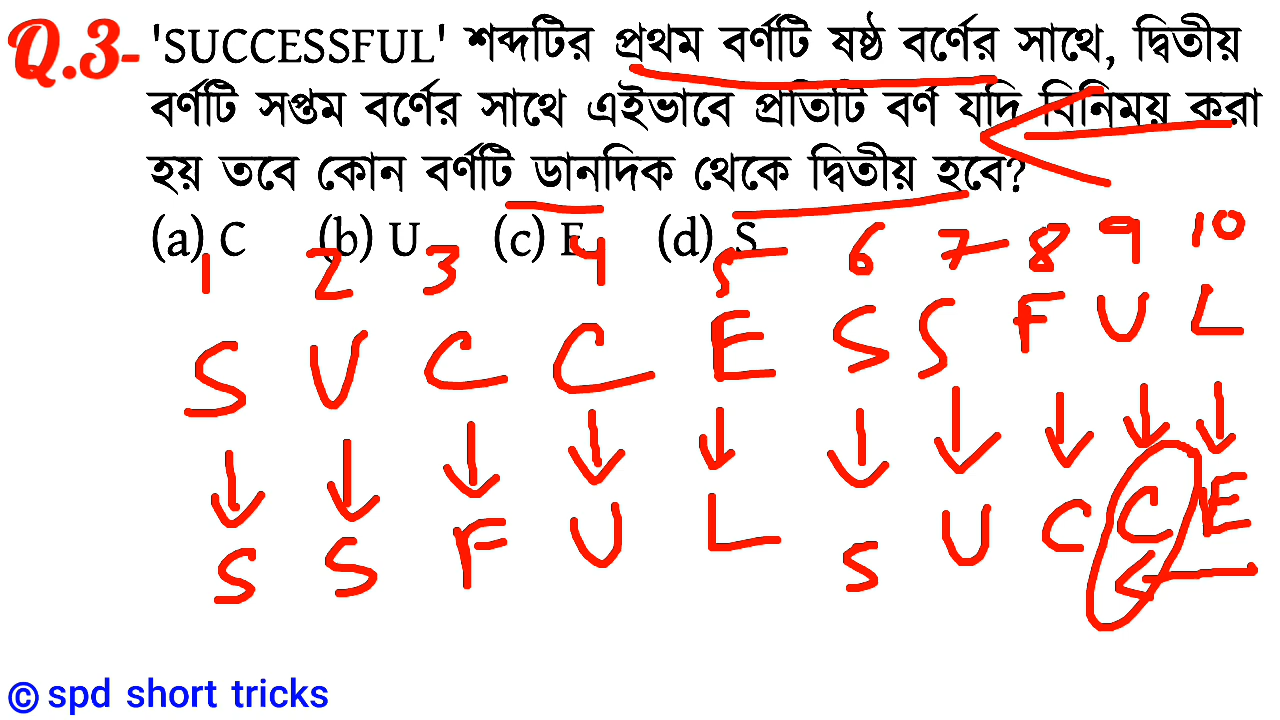 Q.3- 'SUCCESSFUL' শব্দটির প্রথম বর্ণটি ষষ্ঠ বর্ণের সাথে, দ্বিতীয়
বর্ণটি সপ্তম বর্ণের সাথে এইভাবে প্রতিটি বর্ণ যদি বিনিময় করা
হয় তবে কোন বর্ণটি ডানদিক থেকে দ্বিতীয় হবে?
(a) C (b) U (c) E (d) S
1 2 3 4 5 6 7 8 9 10
S U C C E S S F U L
S S F U L S U C C E
© spd short tricks